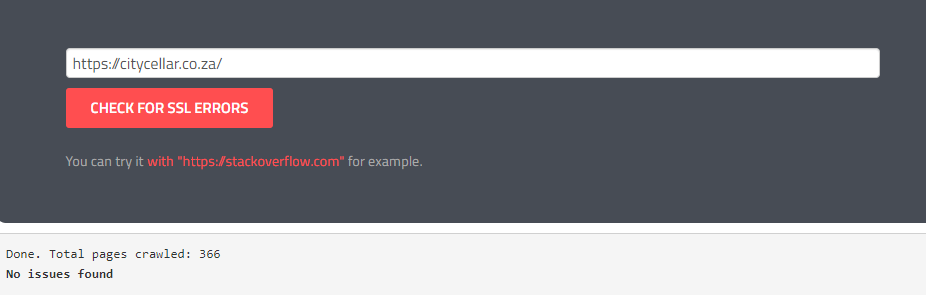 https://citycellar.co.za/
CHECK FOR SSL ERRORS
You can try it with "https://stackoverflow.com" for example.
Done. Total pages crawled: 366
No issues found